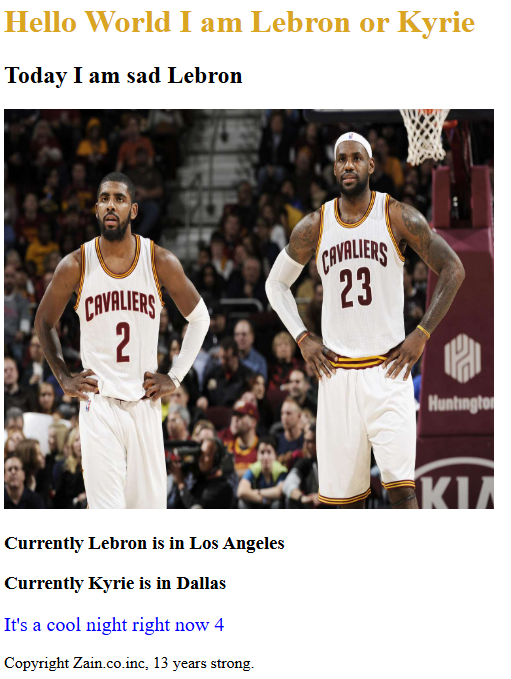 Hello World I am Lebron or Kyrie
Today I am sad Lebron
CAVALIERS
2
CAVALIERS
23
Huntington
KIA
Currently Lebron is in Los Angeles
Currently Kyrie is in Dallas
It's a cool night right now 4
Copyright Zain.co.inc, 13 years strong.